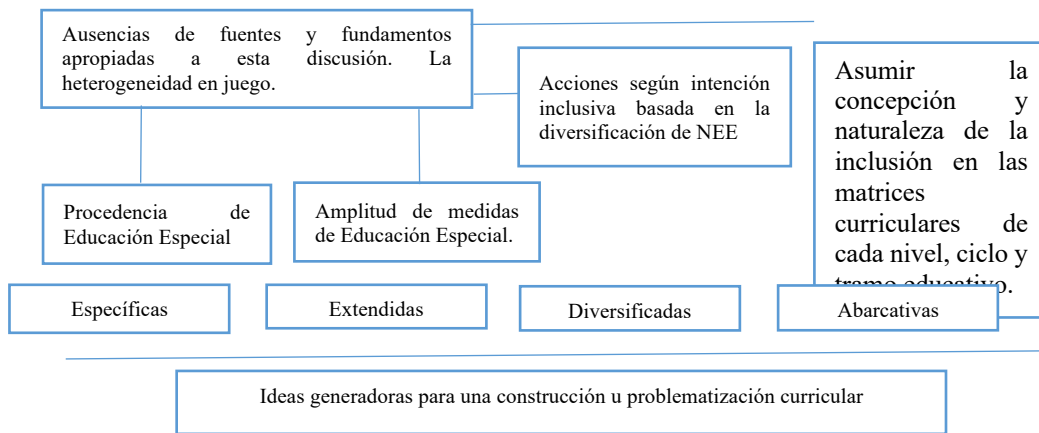 Ausencias de fuentes y fundamentos
apropiadas a esta discusión. La
heterogeneidad en juego.
Acciones según intención
inclusiva basada en la
diversificación de NEE
Asumir la
concepción y
naturaleza de la
inclusión en las
matrices
curriculares de
cada nivel, ciclo y
tramo educativo.
Procedencia de
Educación Especial
Amplitud de medidas
de Educación Especial.
Específicas
Extendidas
Diversificadas
Abarcativas
Ideas generadoras para una construcción u problematización curricular